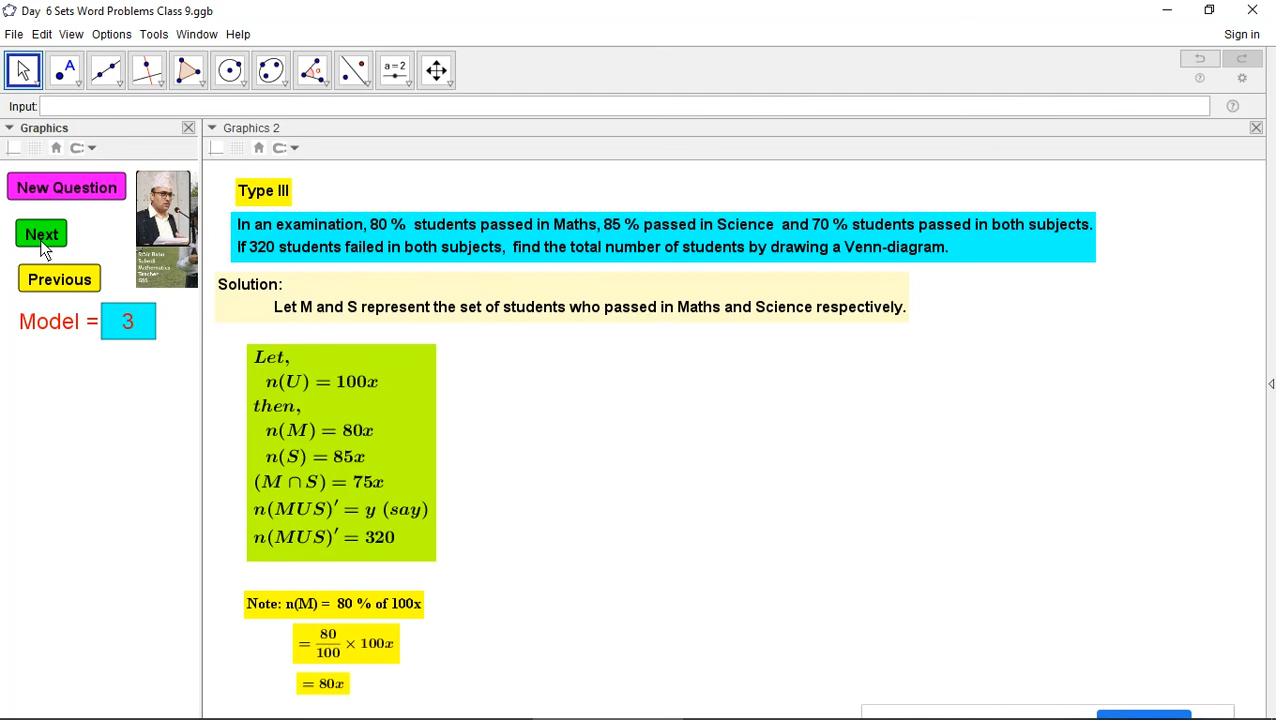 Day  6 Sets Word Problems Class 9.ggb
File Edit View Options Tools Window Help
Sign in
A
a = 2
Input:
Graphics
Graphics 2
New Question
Next
Previous
Model = 3
Type III
In an examination, 80 %  students passed in Maths, 85 % passed in Science  and 70 % students passed in both subjects.
If 320 students failed in both subjects,  find the total number of students by drawing a Venn-diagram.
Solution:
Let M and S represent the set of students who passed in Maths and Science respectively.
Let,
n(U) = 100x
then,
n(M) = 80x
n(S) = 85x
(M ∩ S) = 75x
n(MUS)′ = y (say)
n(MUS)′ = 320
Note: n(M) =  80 % of 100x
= 80/100 × 100x
= 80x
Mathematics
Teacher